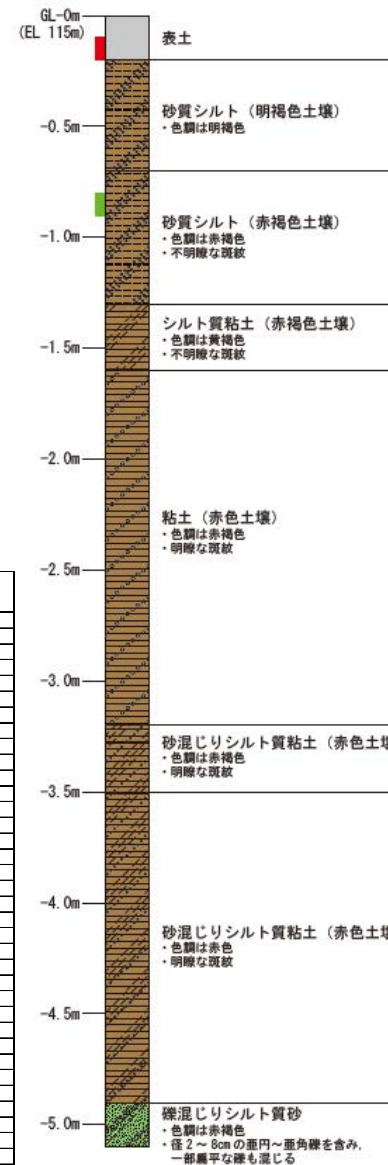 GL-0m
(EL 115m)
表土
砂質シルト（明褐色土壌）
・色調は明褐色
-0.5m
砂質シルト（赤褐色土壌）
・色調は赤褐色
・不明瞭な斑紋
-1.0m
シルト質粘土（赤褐色土壌）
・色調は黄褐色
・不明瞭な斑紋
-1.5m
-2.0m
粘土（赤色土壌）
・色調は赤褐色
・明瞭な斑紋
-2.5m
-3.0m
砂混じりシルト質粘土（赤色土壌
・色調は赤褐色
・明瞭な斑紋
-3.5m
-4.0m
砂混じりシルト質粘土（赤色土壌
・色調は赤色
・明瞭な斑紋
-4.5m
-5.0m
礫混じりシルト質砂
・色調は赤褐色
・径2～8cmの亜円～亜角礫を含み，
一部扁平な礫も混じる